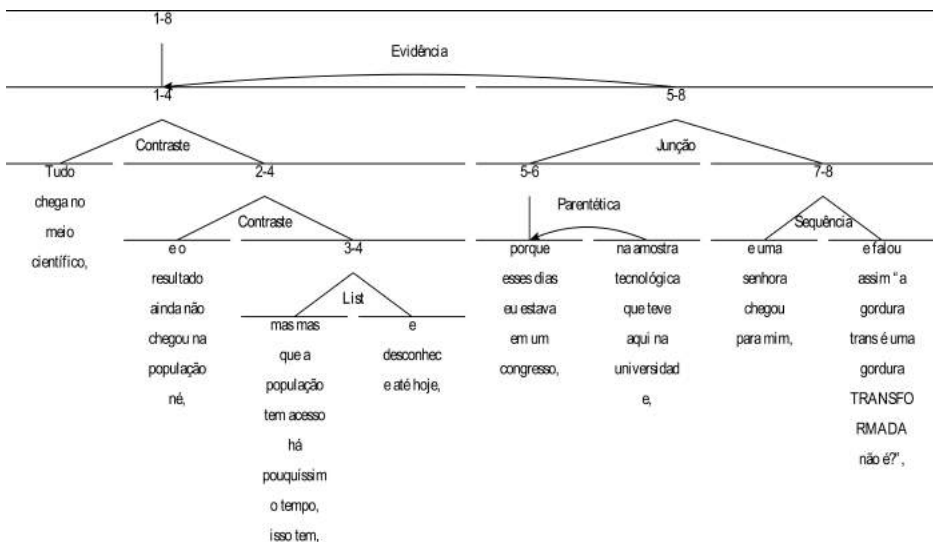 1-8
Evidência
1-4
5-8
Contraste
Junção
Tudo
chega no
meio
científico,
2-4
5-6
7-8
Contraste
Parentética
Sequência
e o
resultado
ainda não
chegou na
população
né,
3-4
List
mas mas
que a
população
tem acesso
há
pouquíssim
o tempo,
isso tem,
e
desconhec
e até hoje,
porque
esses dias
eu estava
em um
congresso,
na amostra
tecnológica
que teve
aqui na
universidad
e,
e uma
senhora
chegou
para mim,
e falou
assim “a
gordura
trans é uma
gordura
TRANSFO
RMADA
não é?”,